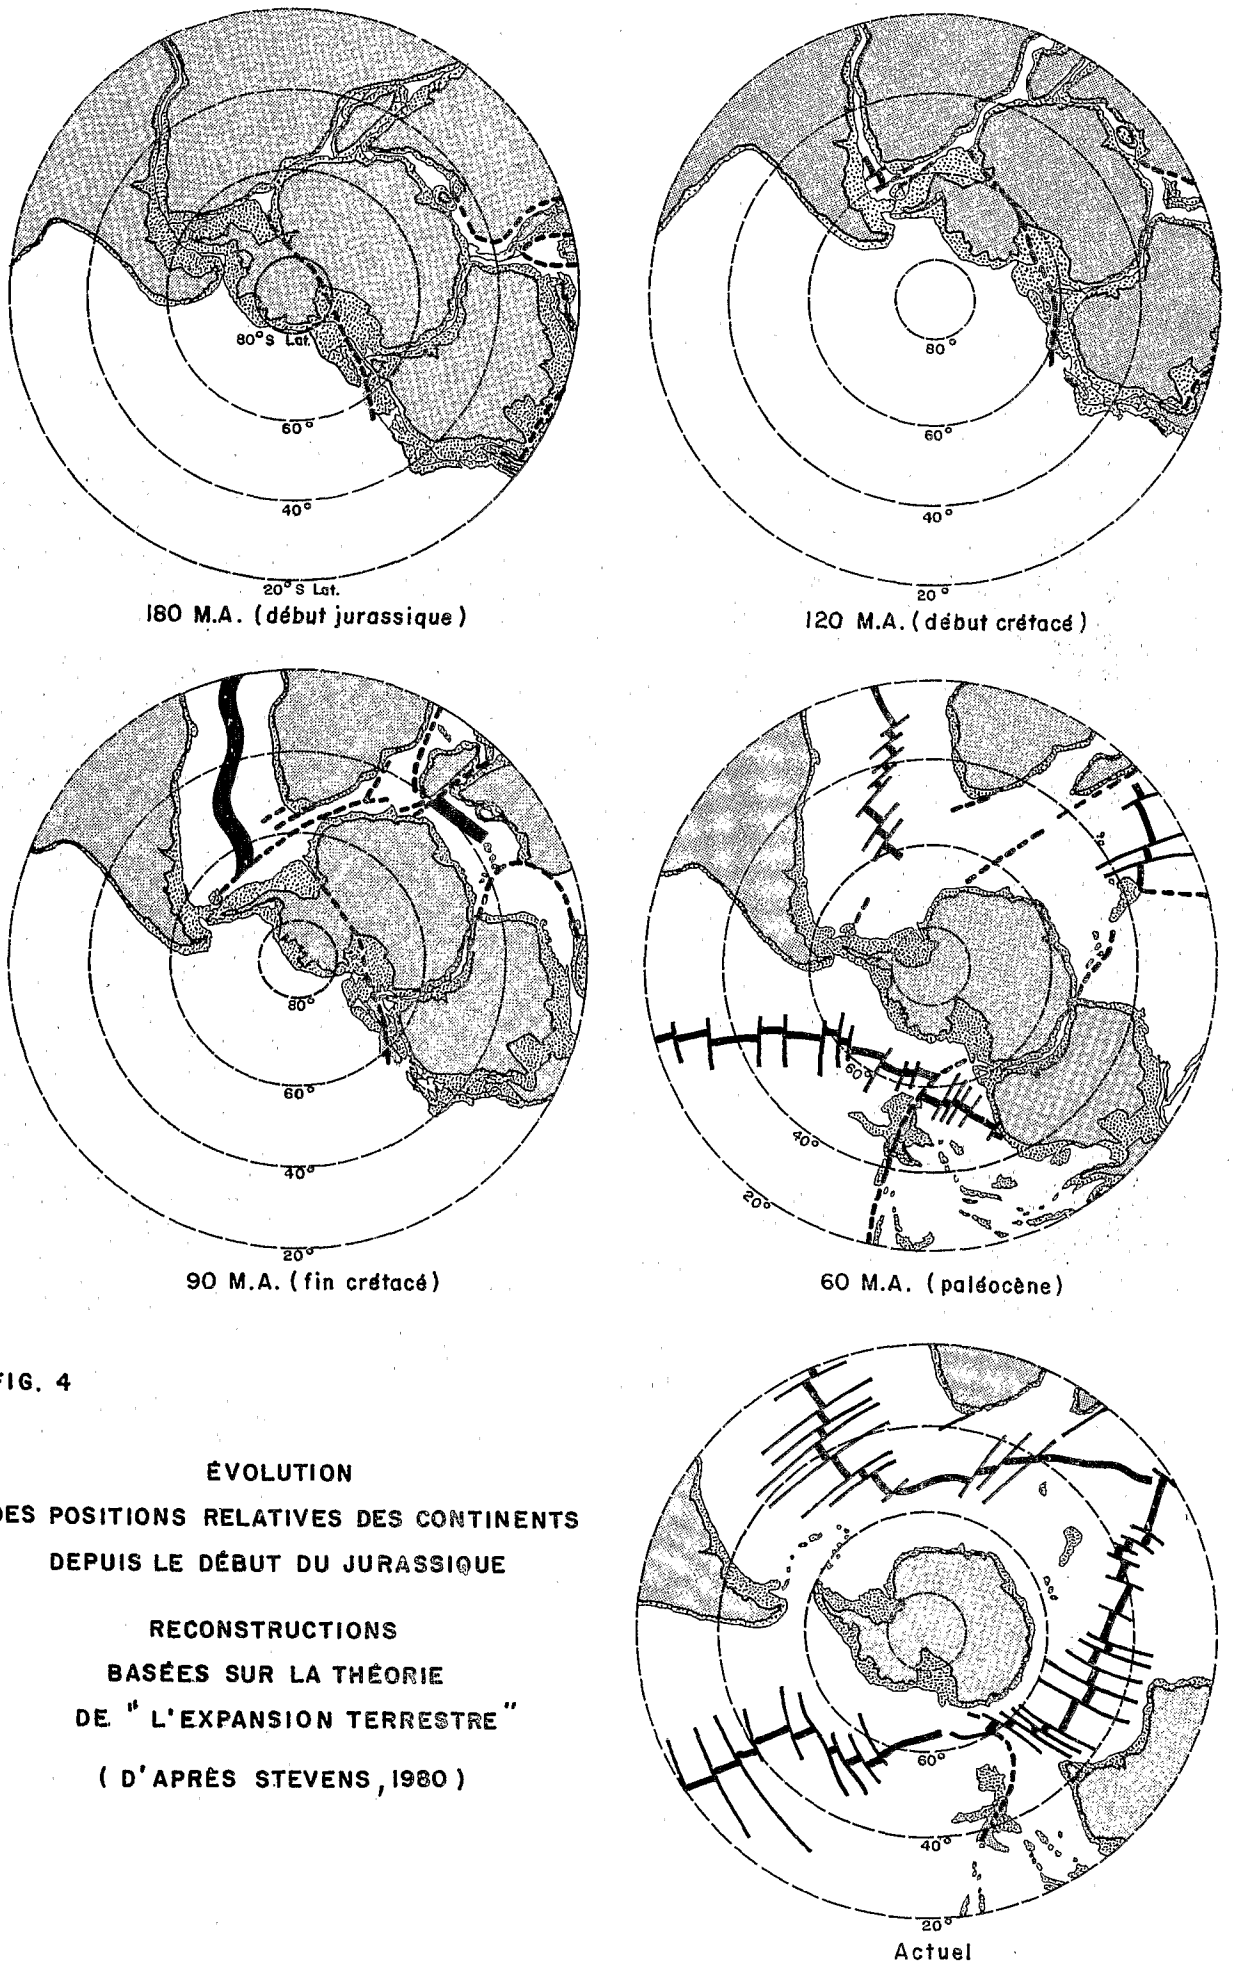 80°S Lat.
60°
40°
20°S Lat.
180 M.A. (début jurassique)
80°
60°
40°
20°
120 M.A. (début crétacé)
80°
60°
40°
20°
90 M.A. (fin crétacé)
60°
40°
20°
60 M.A. (paléocène)
FIG. 4
ÉVOLUTION
DES POSITIONS RELATIVES DES CONTINENTS
DEPUIS LE DÉBUT DU JURASSIQUE
RECONSTRUCTIONS
BASÉES SUR LA THÉORIE
DE " L'EXPANSION TERRESTRE "
( D'APRÈS STEVENS, 1980 )
60°
40°
20°
Actuel